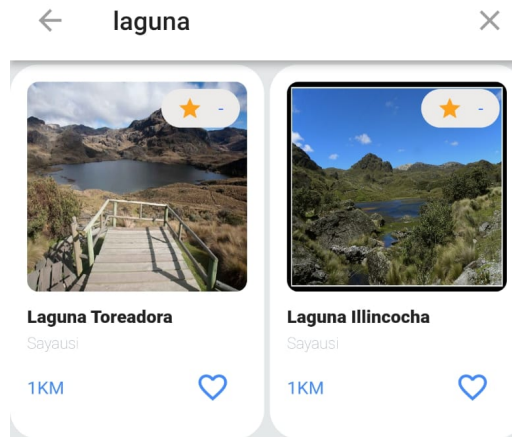 laguna
-
Laguna Toreadora
Sayausi
1KM
-
Laguna Illincocha
Sayausi
1KM